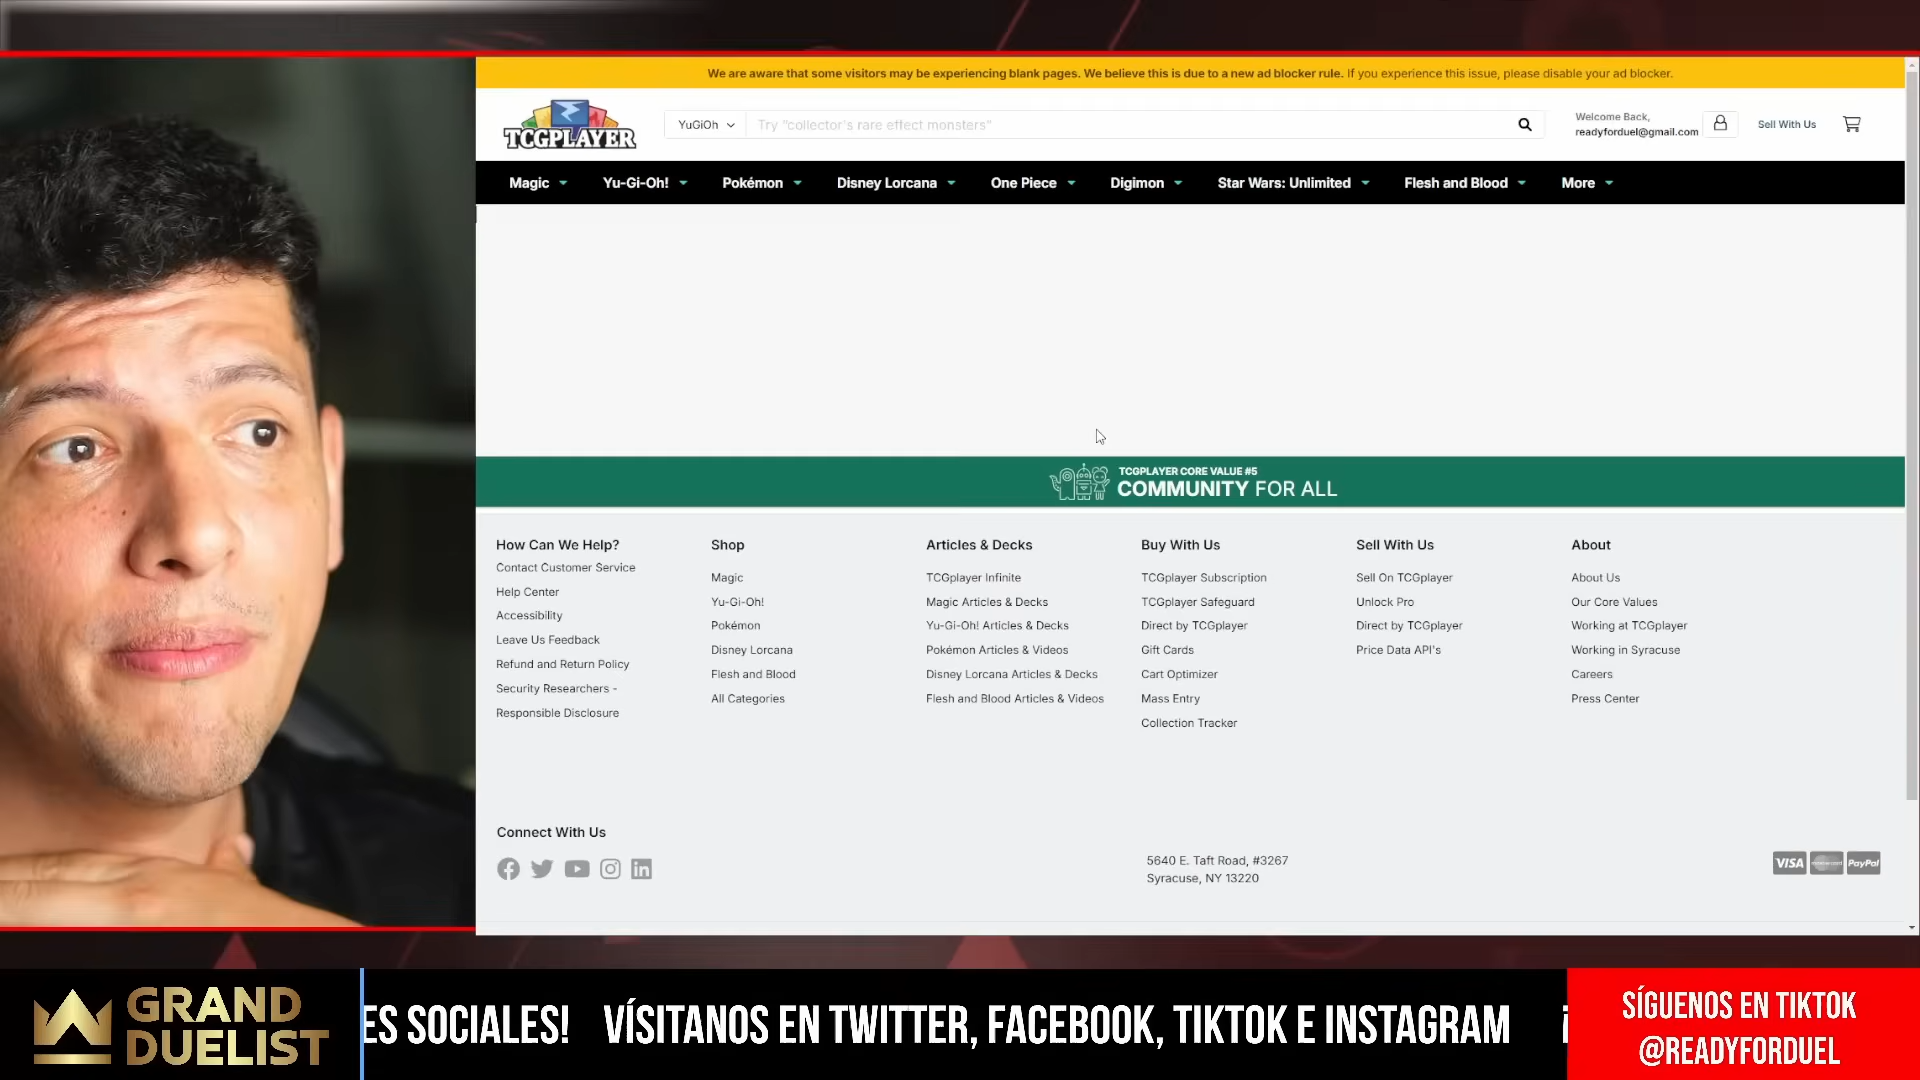 We are aware that some visitors may be experiencing blank pages. We believe this is due to a new ad blocker rule. If you experience this issue, please disable your ad blocker.
TCGPLAYER
YuGiOh
Try "collector's rare effect monsters"
Welcome Back,
readyforduel@gmail.com
Sell With Us
Magic
Yu-Gi-Oh!
Pokémon
Disney Lorcana
One Piece
Digimon
Star Wars: Unlimited
Flesh and Blood
More
TCGPLAYER CORE VALUE #5
COMMUNITY FOR ALL
How Can We Help?
Contact Customer Service
Help Center
Accessibility
Leave Us Feedback
Refund and Return Policy
Security Researchers -
Responsible Disclosure
Shop
Magic
Yu-Gi-Oh!
Pokémon
Disney Lorcana
Flesh and Blood
All Categories
Articles & Decks
TCGplayer Infinite
Magic Articles & Decks
Yu-Gi-Oh! Articles & Decks
Pokémon Articles & Videos
Disney Lorcana Articles & Decks
Flesh and Blood Articles & Videos
Buy With Us
TCGplayer Subscription
TCGplayer Safeguard
Direct by TCGplayer
Gift Cards
Cart Optimizer
Mass Entry
Collection Tracker
Sell With Us
Sell On TCGplayer
Unlock Pro
Direct by TCGplayer
Price Data API's
About
About Us
Our Core Values
Working at TCGplayer
Working in Syracuse
Careers
Press Center
Connect With Us
5640 E. Taft Road, #3267
Syracuse, NY 13220
VISA
PayPal
GRAND
DUELIST
ES SOCIALES! VÍSITANOS EN TWITTER, FACEBOOK, TIKTOK E INSTAGRAM ¡
SÍGUENOS EN TIKTOK
@READYFORDUEL